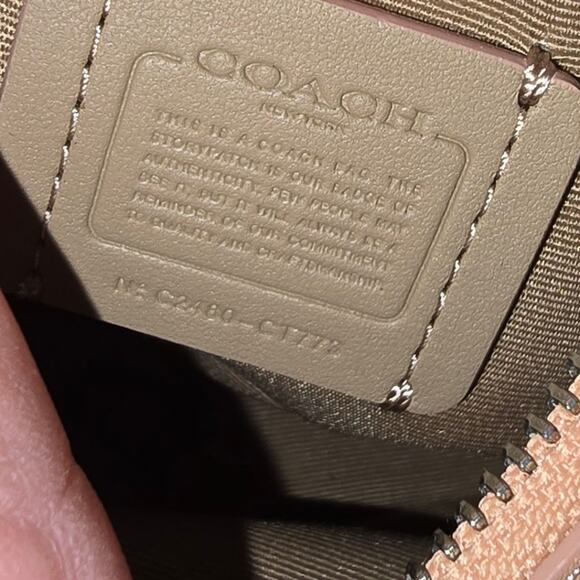 COACH
NEW YORK
THIS IS A COACH BAG. THE
STORYPATCH IS OUR BADGE OF
AUTHENTICITY. FEW PEOPLE MAY
SEE IT, BUT IT WILL ALWAYS BE A
REMINDER OF OUR COMMITMENT
TO QUALITY AND CRAFTSMANSHIP.
Nº C2480-CT773